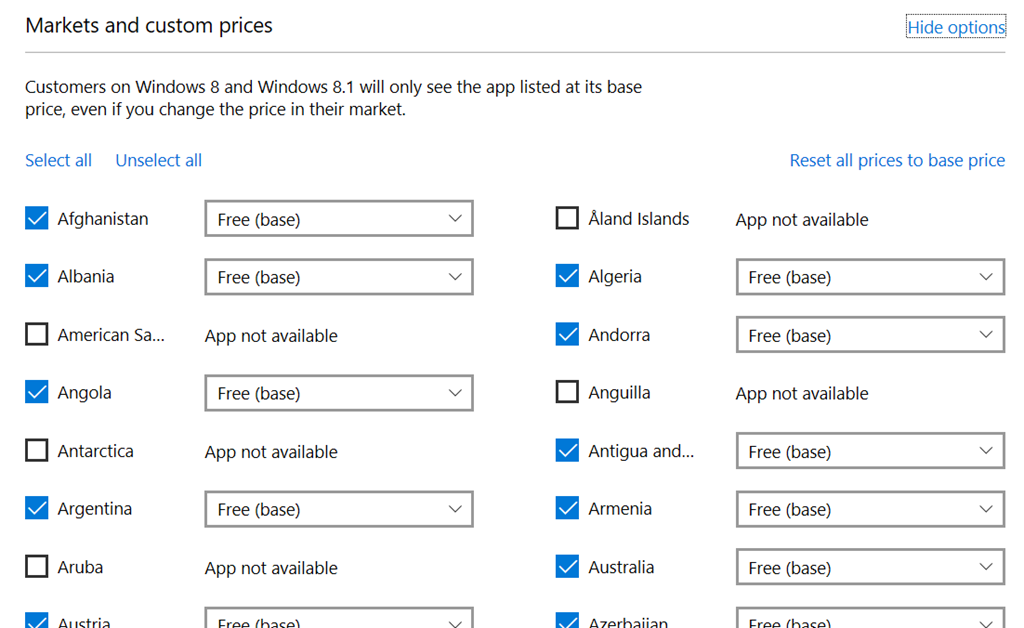 Markets and custom prices
Hide options
Customers on Windows 8 and Windows 8.1 will only see the app listed at its base
price, even if you change the price in their market.
Select all Unselect all Reset all prices to base price
Afghanistan Free (base) Åland Islands App not available
Albania Free (base) Algeria Free (base)
American Sa... App not available Andorra Free (base)
Angola Free (base) Anguilla App not available
Antarctica App not available Antigua and... Free (base)
Argentina Free (base) Armenia Free (base)
Aruba App not available Australia Free (base)
Austria Free (base) Azerbaijan Free (base)